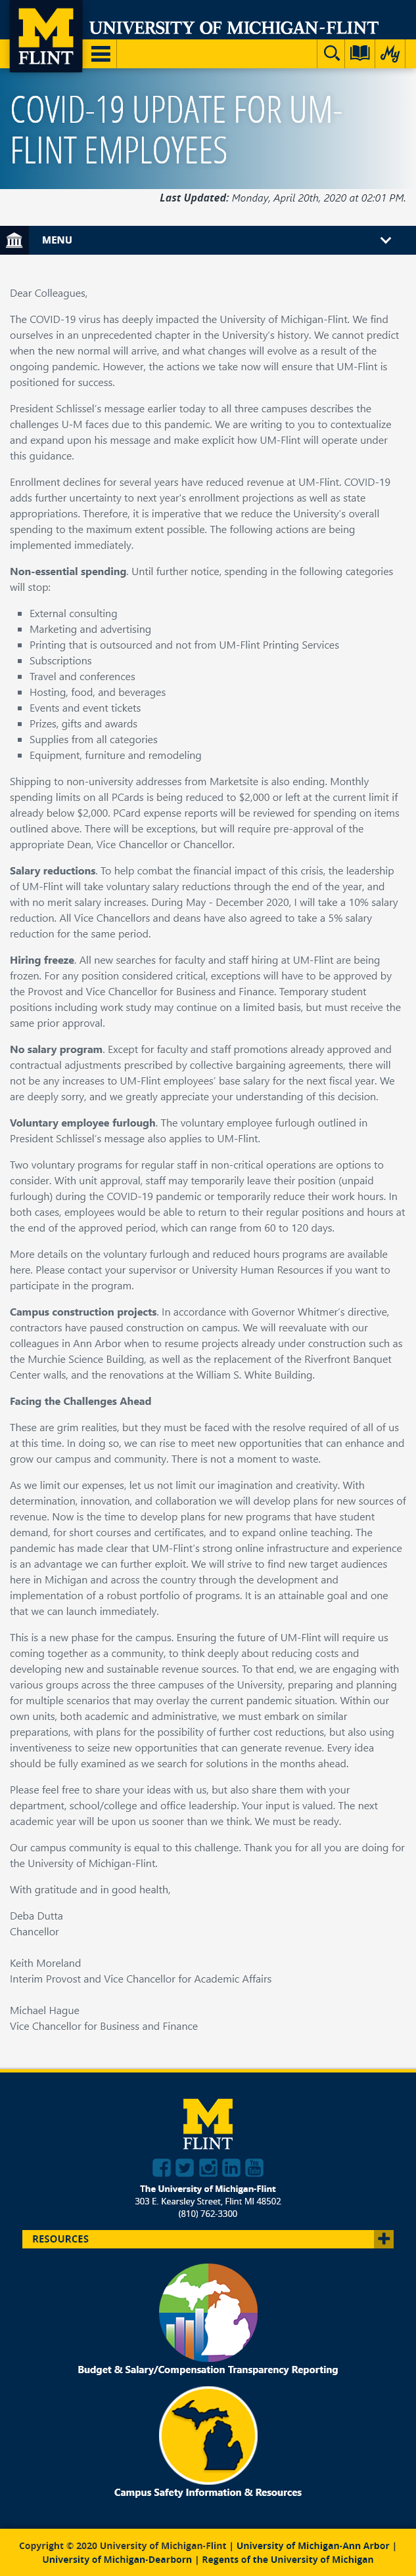 M
FLINT
UNIVERSITY OF MICHIGAN-FLINT
My
COVID-19 UPDATE FOR UM-
FLINT EMPLOYEES
Last Updated: Monday, April 20th, 2020 at 02:01 PM.
MENU
Dear Colleagues,
The COVID-19 virus has deeply impacted the University of Michigan-Flint. We find
ourselves in an unprecedented chapter in the University's history. We cannot predict
when the new normal will arrive, and what changes will evolve as a result of the
ongoing pandemic. However, the actions we take now will ensure that UM-Flint is
positioned for success.
President Schlissel's message earlier today to all three campuses describes the
challenges U-M faces due to this pandemic. We are writing to you to contextualize
and expand upon his message and make explicit how UM-Flint will operate under
this guidance.
Enrollment declines for several years have reduced revenue at UM-Flint. COVID-19
adds further uncertainty to next year's enrollment projections as well as state
appropriations. Therefore, it is imperative that we reduce the University's overall
spending to the maximum extent possible. The following actions are being
implemented immediately.
Non-essential spending. Until further notice, spending in the following categories
will stop:
External consulting
Marketing and advertising
Printing that is outsourced and not from UM-Flint Printing Services
Subscriptions
Travel and conferences
Hosting, food, and beverages
Events and event tickets
Prizes, gifts and awards
Supplies from all categories
Equipment, furniture and remodeling
Shipping to non-university addresses from Marketsite is also ending. Monthly
spending limits on all PCards is being reduced to $2,000 or left at the current limit if
already below $2,000. PCard expense reports will be reviewed for spending on items
outlined above. There will be exceptions, but will require pre-approval of the
appropriate Dean, Vice Chancellor or Chancellor.
Salary reductions. To help combat the financial impact of this crisis, the leadership
of UM-Flint will take voluntary salary reductions through the end of the year, and
with no merit salary increases. During May - December 2020, I will take a 10% salary
reduction. All Vice Chancellors and deans have also agreed to take a 5% salary
reduction for the same period.
Hiring freeze. All new searches for faculty and staff hiring at UM-Flint are being
frozen. For any position considered critical, exceptions will have to be approved by
the Provost and Vice Chancellor for Business and Finance. Temporary student
positions including work study may continue on a limited basis, but must receive the
same prior approval.
No salary program. Except for faculty and staff promotions already approved and
contractual adjustments prescribed by collective bargaining agreements, there will
not be any increases to UM-Flint employees' base salary for the next fiscal year. We
are deeply sorry, and we greatly appreciate your understanding of this decision.
Voluntary employee furlough. The voluntary employee furlough outlined in
President Schlissel's message also applies to UM-Flint.
Two voluntary programs for regular staff in non-critical operations are options to
consider. With unit approval, staff may temporarily leave their position (unpaid
furlough) during the COVID-19 pandemic or temporarily reduce their work hours. In
both cases, employees would be able to return to their regular positions and hours at
the end of the approved period, which can range from 60 to 120 days.
More details on the voluntary furlough and reduced hours programs are available
here. Please contact your supervisor or University Human Resources if you want to
participate in the program.
Campus construction projects. In accordance with Governor Whitmer's directive,
contractors have paused construction on campus. We will reevaluate with our
colleagues in Ann Arbor when to resume projects already under construction such as
the Murchie Science Building, as well as the replacement of the Riverfront Banquet
Center walls, and the renovations at the William S. White Building.
Facing the Challenges Ahead
These are grim realities, but they must be faced with the resolve required of all of us
at this time. In doing so, we can rise to meet new opportunities that can enhance and
grow our campus and community. There is not a moment to waste.
As we limit our expenses, let us not limit our imagination and creativity. With
determination, innovation, and collaboration we will develop plans for new sources of
revenue. Now is the time to develop plans for new programs that have student
demand, for short courses and certificates, and to expand online teaching. The
pandemic has made clear that UM-Flint's strong online infrastructure and experience
is an advantage we can further exploit. We will strive to find new target audiences
here in Michigan and across the country through the development and
implementation of a robust portfolio of programs. It is an attainable goal and one
that we can launch immediately.
This is a new phase for the campus. Ensuring the future of UM-Flint will require us
coming together as a community, to think deeply about reducing costs and
developing new and sustainable revenue sources. To that end, we are engaging with
various groups across the three campuses of the University, preparing and planning
for multiple scenarios that may overlay the current pandemic situation. Within our
own units, both academic and administrative, we must embark on similar
preparations, with plans for the possibility of further cost reductions, but also using
inventiveness to seize new opportunities that can generate revenue. Every idea
should be fully examined as we search for solutions in the months ahead.
Please feel free to share your ideas with us, but also share them with your
department, school/college and office leadership. Your input is valued. The next
academic year will be upon us sooner than we think. We must be ready.
Our campus community is equal to this challenge. Thank you for all you are doing for
the University of Michigan-Flint.
With gratitude and in good health,
Deba Dutta
Chancellor
Keith Moreland
Interim Provost and Vice Chancellor for Academic Affairs
Michael Hague
Vice Chancellor for Business and Finance
M
FLINT
The University of Michigan-Flint
303 E. Kearsley Street, Flint MI 48502
(810) 762-3300
RESOURCES
Budget & Salary/Compensation Transparency Reporting
Campus Safety Information & Resources
Copyright © 2020 University of Michigan-Flint | University of Michigan-Ann Arbor |
University of Michigan-Dearborn | Regents of the University of Michigan